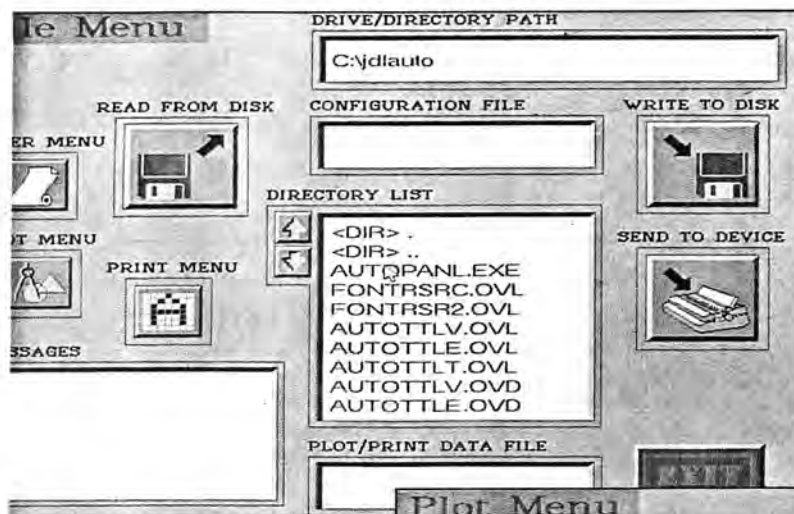 le Menu
DRIVE/DIRECTORY PATH
C:\jdlauto
READ FROM DISK
CONFIGURATION FILE
WRITE TO DISK
ER MENU
DIRECTORY LIST
<DIR> .
<DIR> ..
AUTOPANL.EXE
FONTRSRC.OVL
FONTRSR2.OVL
AUTOTTLV.OVL
AUTOTTLE.OVL
AUTOTTLT.OVL
AUTOTTLV.OVD
AUTOTTLE.OVD
OT MENU
PRINT MENU
SEND TO DEVICE
SSAGES
PLOT/PRINT DATA FILE
EXIT
Plot Menu